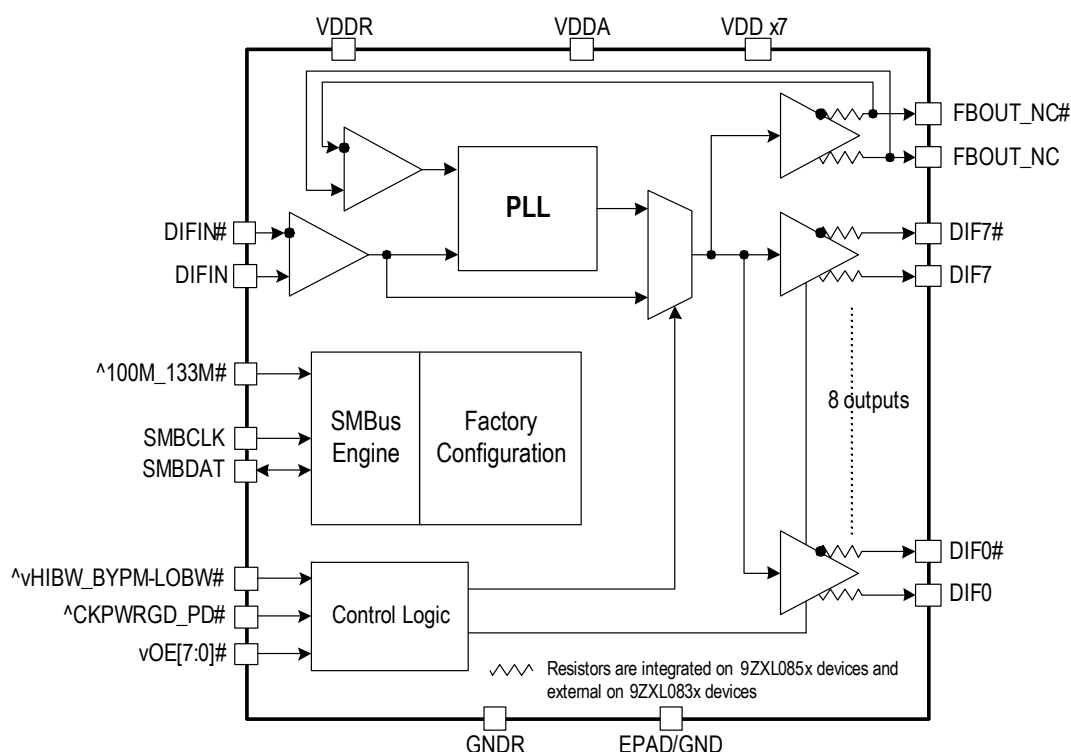 VDDR
VDDA
VDD x7
FBOUT_NC#
FBOUT_NC
PLL
DIFIN#
DIFIN
DIF7#
DIF7
^100M_133M#
8 outputs
SMBus
Engine
Factory
Configuration
SMBCLK
SMBDAT
DIF0#
DIF0
^vHIBW_BYPM-LOBW#
^CKPWRGD_PD#
vOE[7:0]#
Control Logic
Resistors are integrated on 9ZXL085x devices and
external on 9ZXL083x devices
GNDR
EPAD/GND